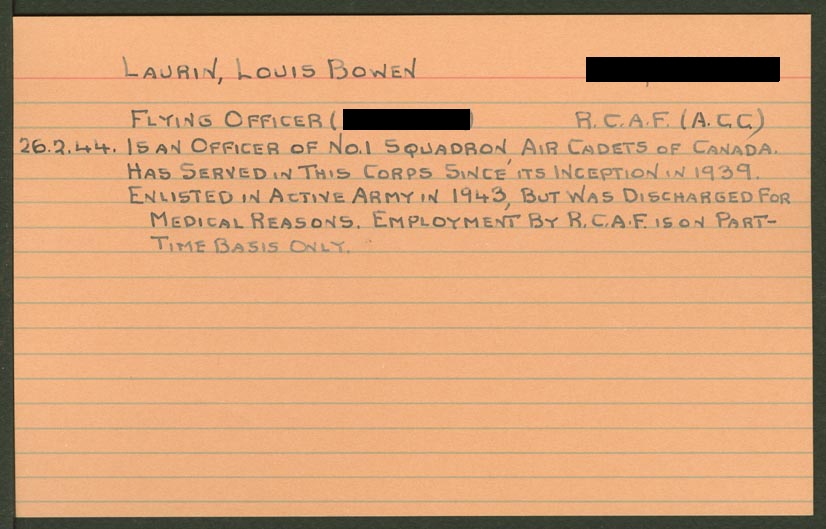 LAURIN, LOUIS BOWEN
FLYING OFFICER ( ) R.C.A.F. (A.C.C.)
26.2.44. IS AN OFFICER OF NO.1 SQUADRON, AIR CADETS OF CANADA.
HAS SERVED IN THIS CORPS SINCE ITS INCEPTION IN 1939.
ENLISTED IN ACTIVE ARMY IN 1943, BUT WAS DISCHARGED FOR
MEDICAL REASONS. EMPLOYMENT BY R.C.A.F. IS ON PART-
TIME BASIS ONLY.